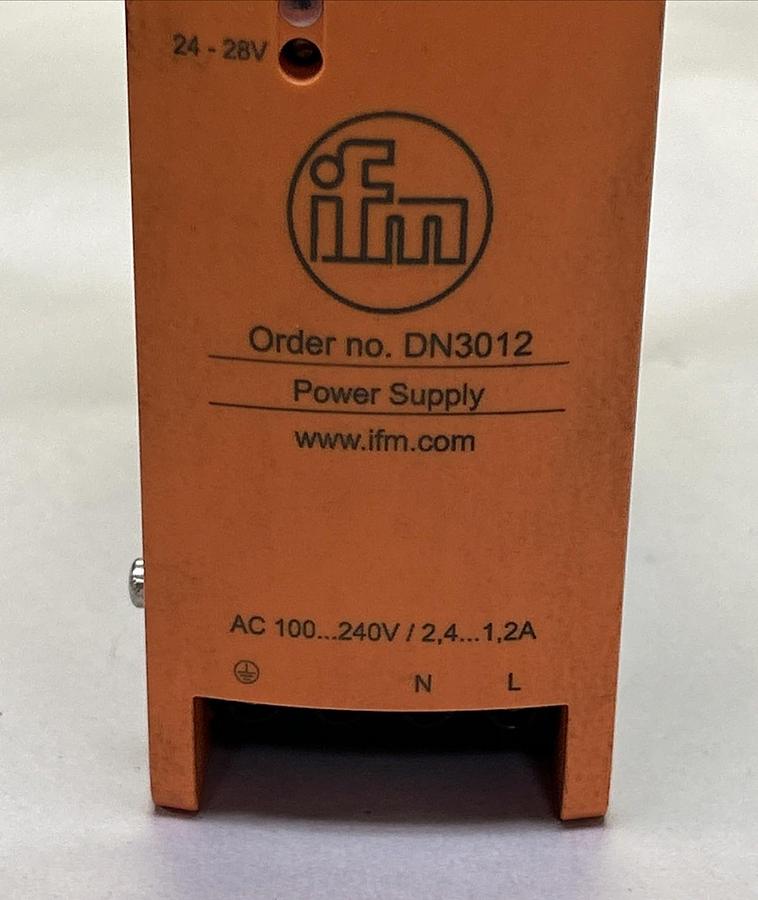 24 - 28V
ifm
Order no. DN3012
Power Supply
www.ifm.com
AC 100...240V / 2,4...1,2A
N L